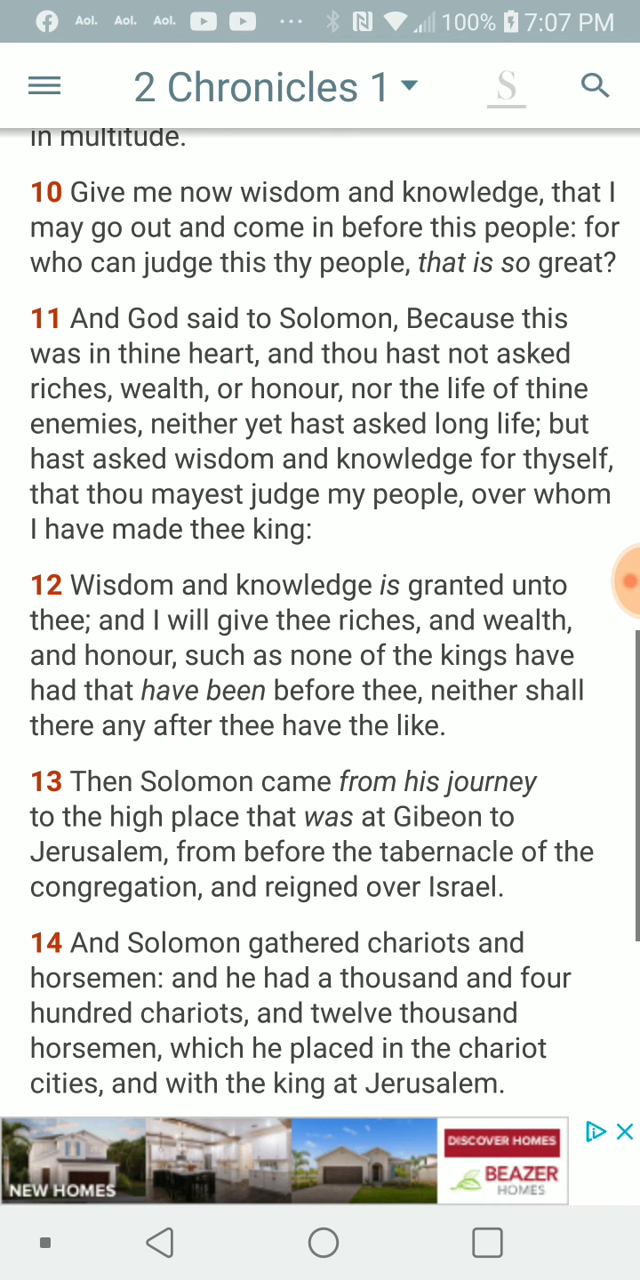 Aol. Aol. Aol. ... 100% 7:07 PM
2 Chronicles 1 S
in multitude.
10 Give me now wisdom and knowledge, that I
may go out and come in before this people: for
who can judge this thy people, that is so great?
11 And God said to Solomon, Because this
was in thine heart, and thou hast not asked
riches, wealth, or honour, nor the life of thine
enemies, neither yet hast asked long life; but
hast asked wisdom and knowledge for thyself,
that thou mayest judge my people, over whom
I have made thee king:
12 Wisdom and knowledge is granted unto
thee; and I will give thee riches, and wealth,
and honour, such as none of the kings have
had that have been before thee, neither shall
there any after thee have the like.
13 Then Solomon came from his journey
to the high place that was at Gibeon to
Jerusalem, from before the tabernacle of the
congregation, and reigned over Israel.
14 And Solomon gathered chariots and
horsemen: and he had a thousand and four
hundred chariots, and twelve thousand
horsemen, which he placed in the chariot
cities, and with the king at Jerusalem.
NEW HOMES
DISCOVER HOMES
BEAZER
HOMES